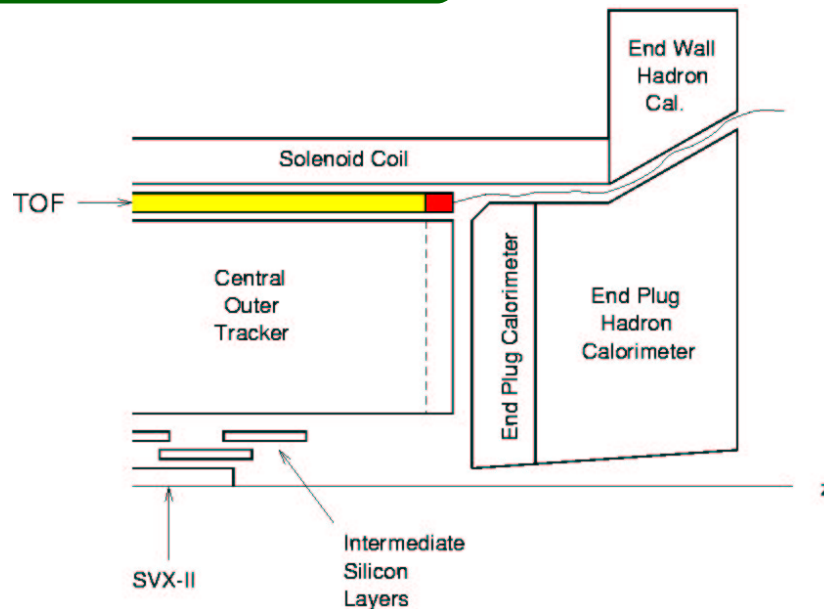 End Wall
Hadron
Cal.
Solenoid Coil
TOF
Central
Outer
Tracker
End Plug Calorimeter
End Plug
Hadron
Calorimeter
z
SVX-II
Intermediate
Silicon
Layers